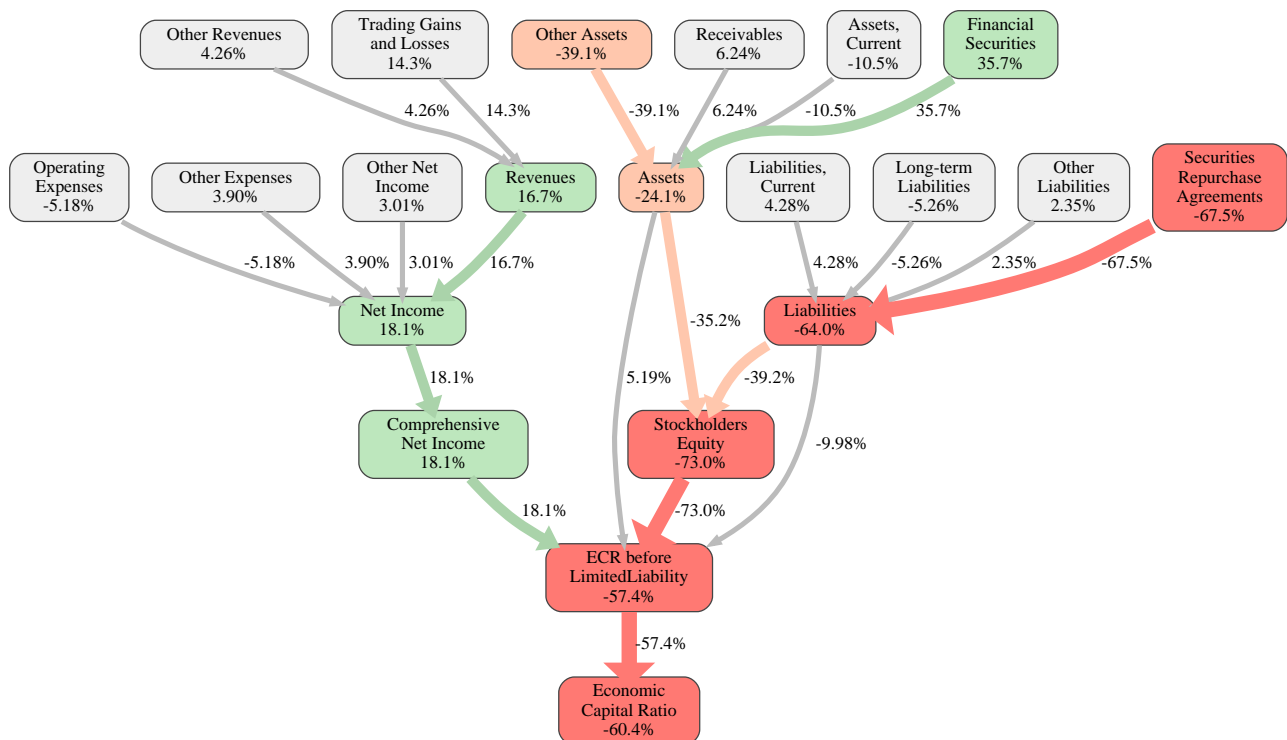 Other Revenues
4.26%
Trading Gains
and Losses
14.3%
Other Assets
-39.1%
Receivables
6.24%
Assets,
Current
-10.5%
Financial
Securities
35.7%
4.26%
14.3%
-39.1%
6.24%
-10.5%
35.7%
Operating
Expenses
-5.18%
Other Expenses
3.90%
Other Net
Income
3.01%
Revenues
16.7%
Assets
-24.1%
Liabilities,
Current
4.28%
Long-term
Liabilities
-5.26%
Other
Liabilities
2.35%
Securities
Repurchase
Agreements
-67.5%
-5.18%
3.90%
3.01%
16.7%
4.28%
-5.26%
2.35%
-67.5%
Net Income
18.1%
-35.2%
Liabilities
-64.0%
18.1%
5.19%
-39.2%
Comprehensive
Net Income
18.1%
Stockholders
Equity
-73.0%
-9.98%
18.1%
-73.0%
ECR before
LimitedLiability
-57.4%
-57.4%
Economic
Capital Ratio
-60.4%